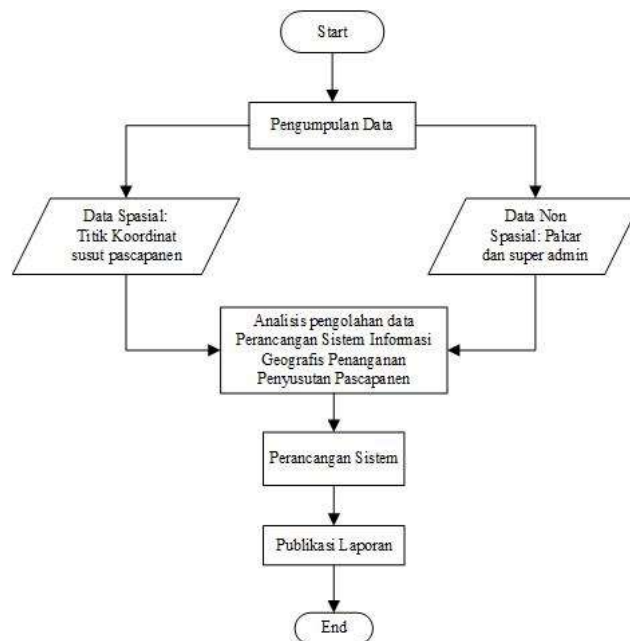 Start
Pengumpulan Data
Data Spasial:
Titik Koordinat
susut pascapanen
Data Non
Spasial: Pakar
dan super admin
Analisis pengolahan data
Perancangan Sistem Informasi
Geografis Penanganan
Penyusutan Pascapanen
Perancangan Sistem
Publikasi Laporan
End